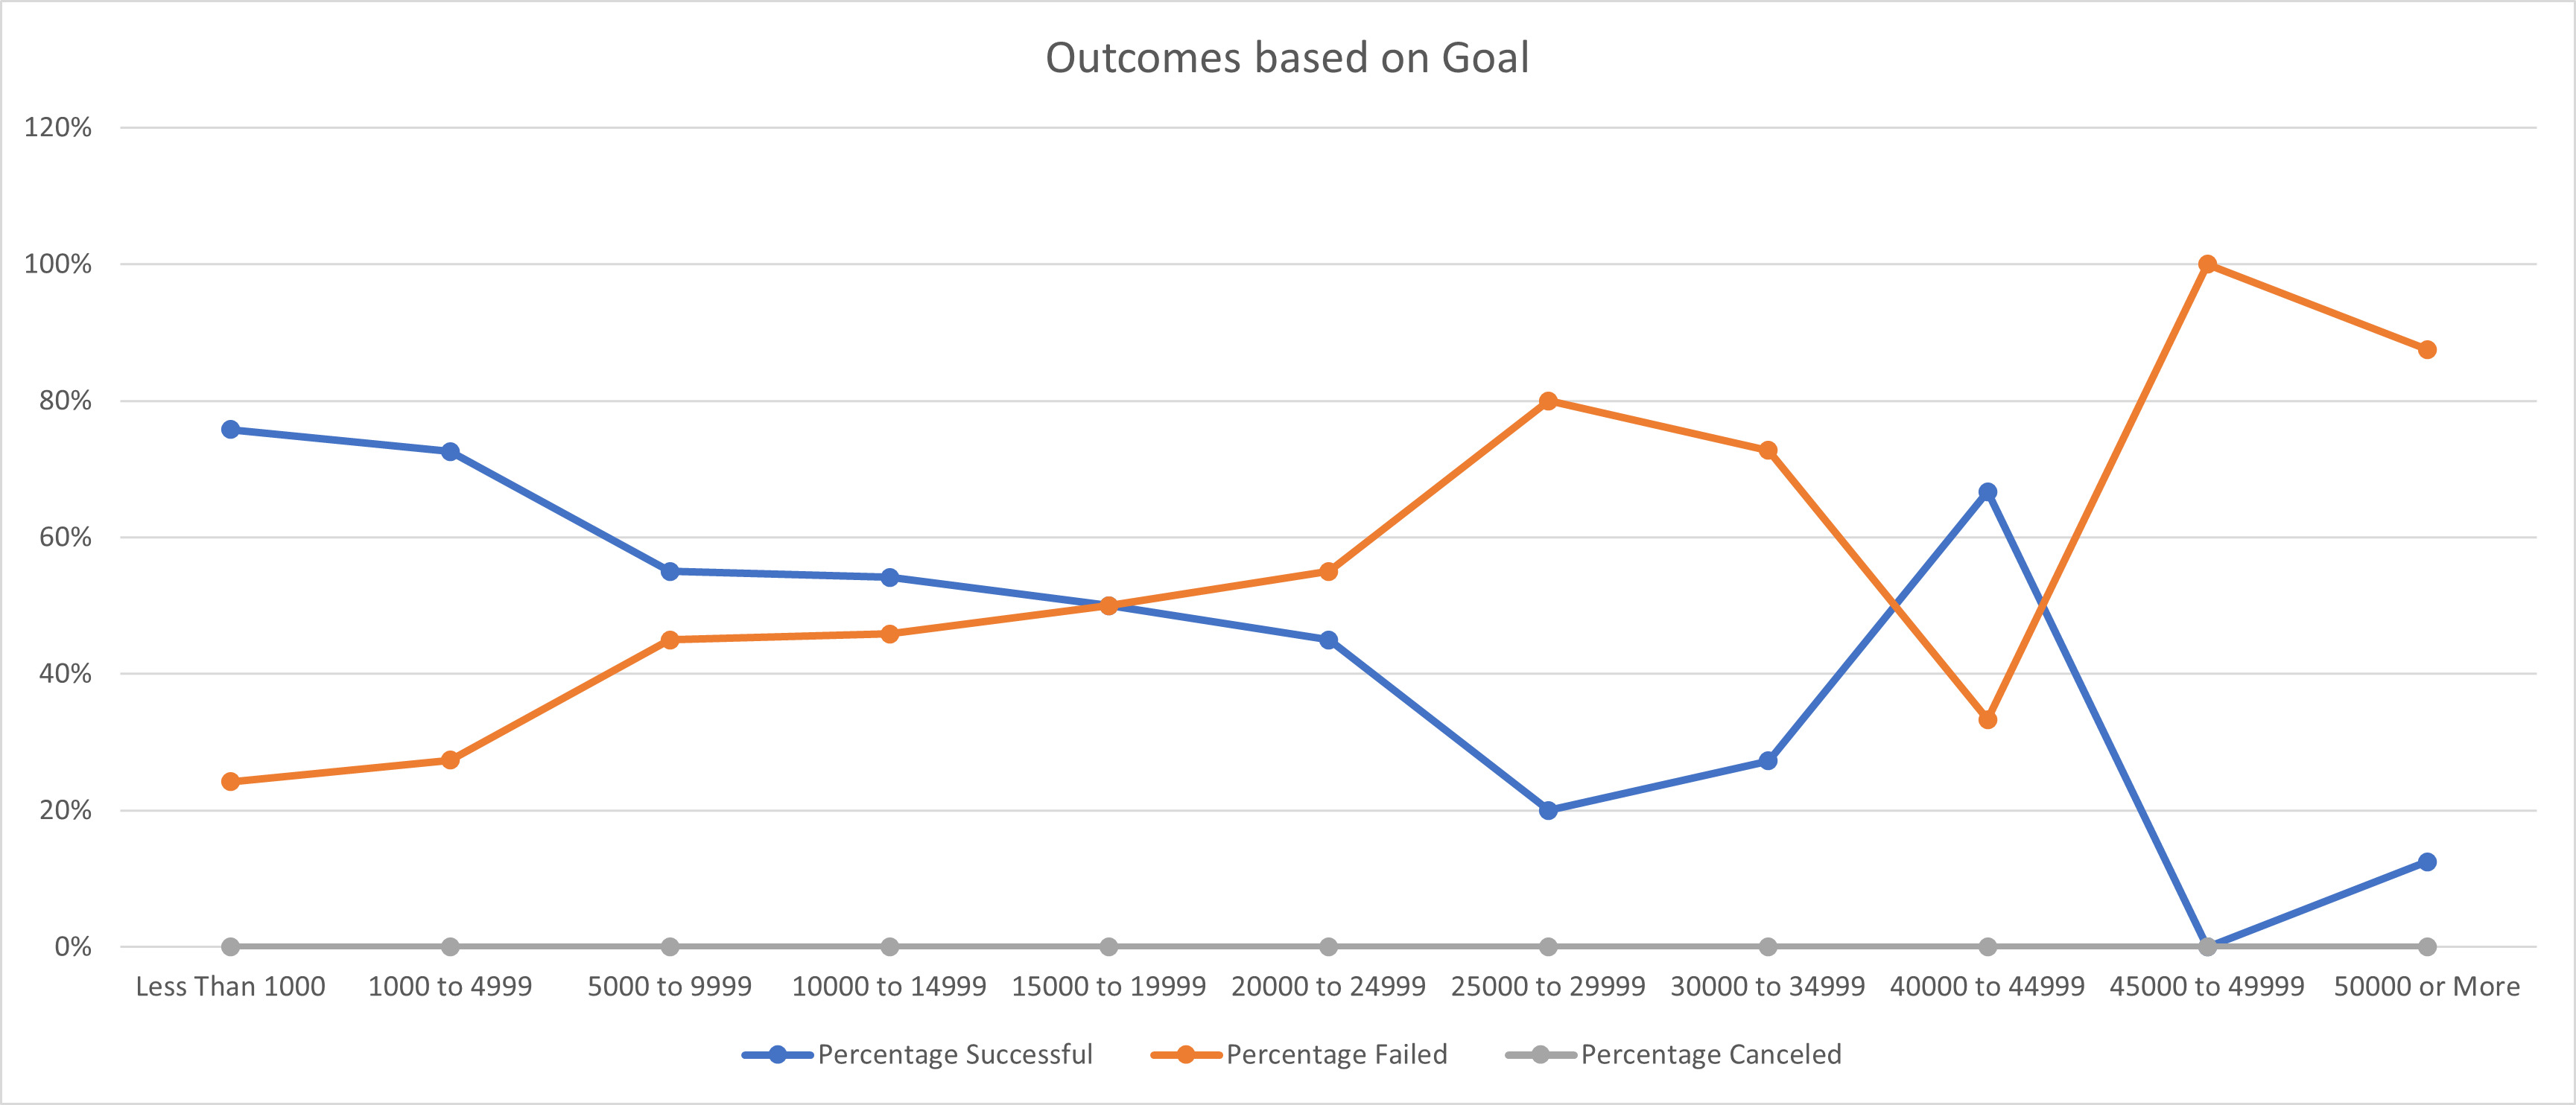 Outcomes based on Goal
120%
100%
80%
60%
40%
20%
0%
Less Than 1000 1000 to 4999 5000 to 9999 10000 to 14999 15000 to 19999 20000 to 24999 25000 to 29999 30000 to 34999 40000 to 44999 45000 to 49999 50000 or More
Percentage Successful Percentage Failed Percentage Canceled